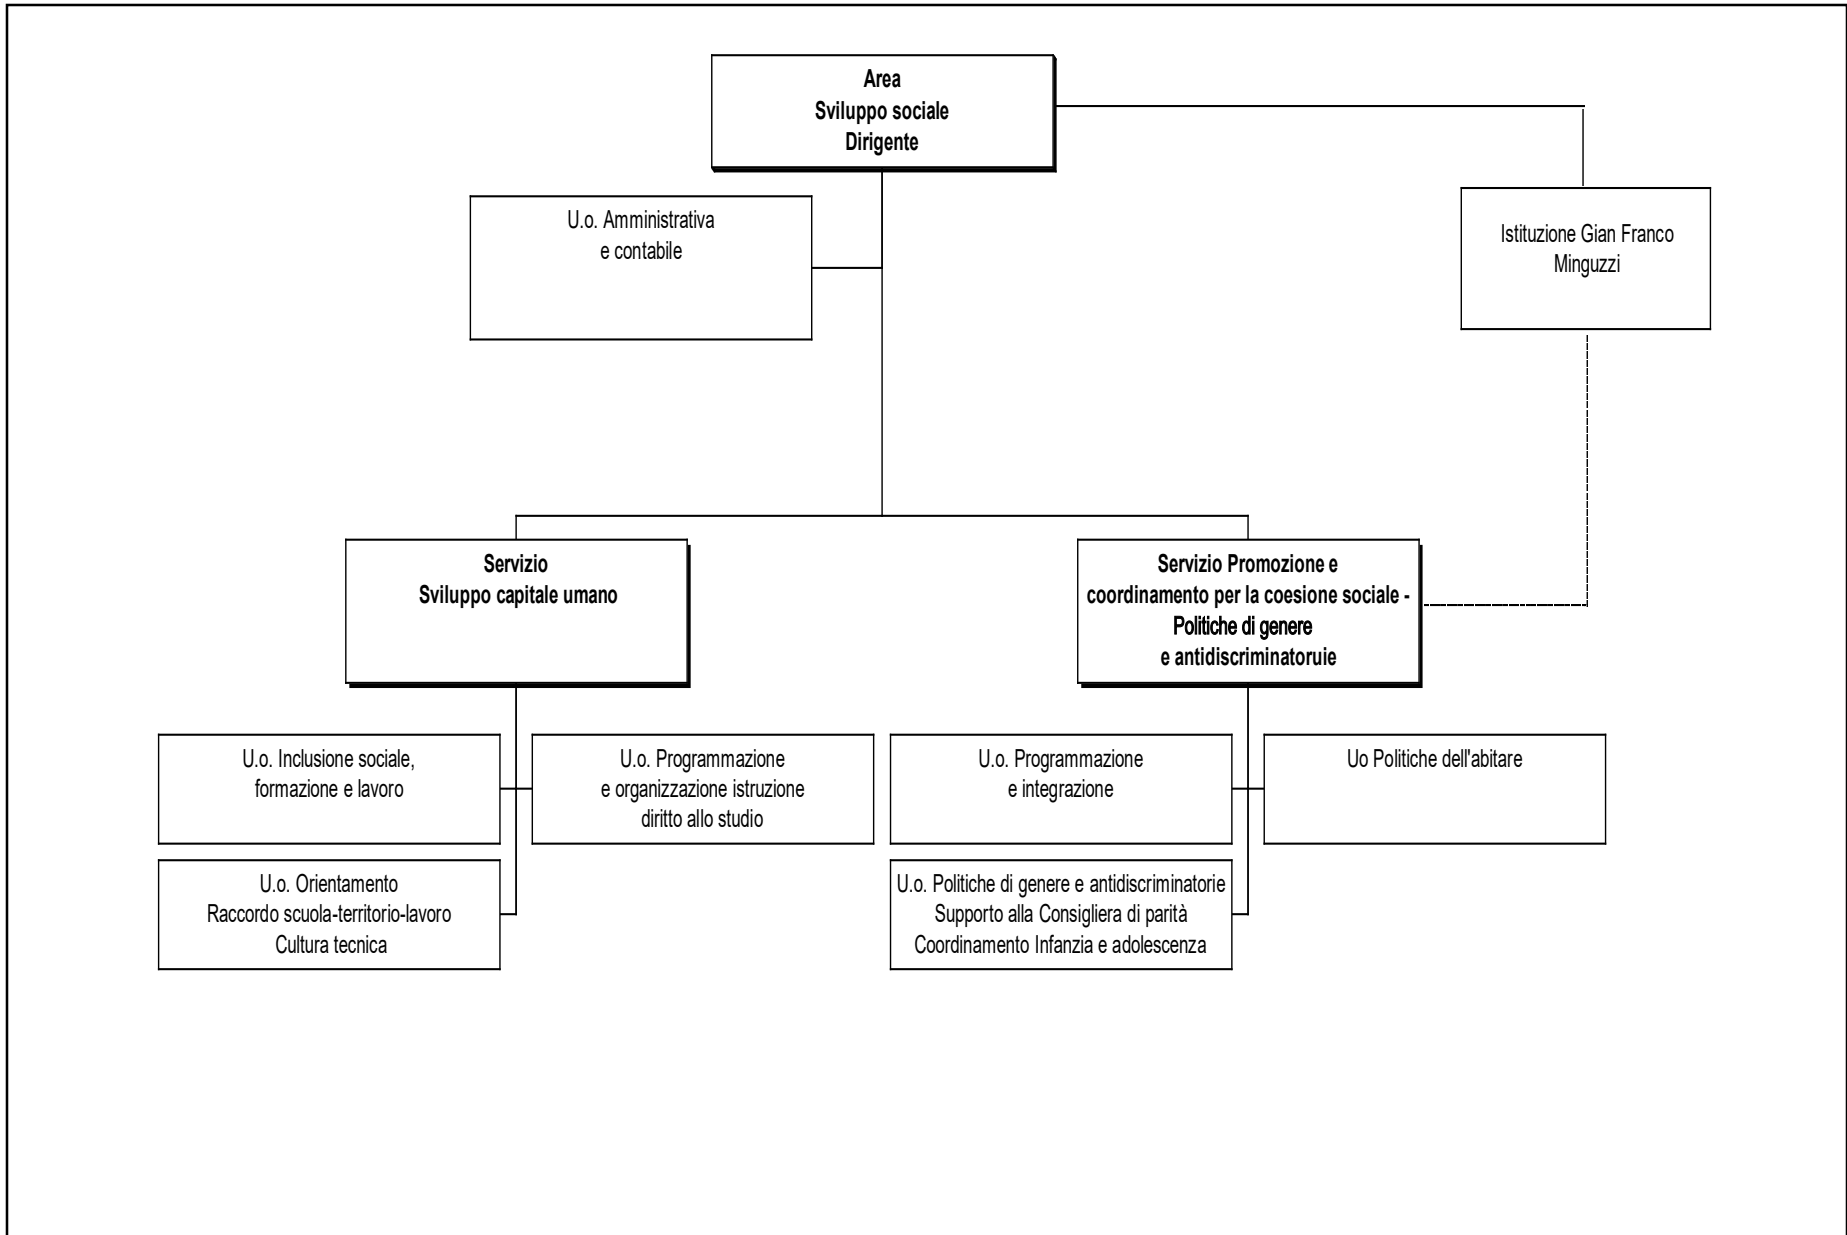 Area
Sviluppo sociale
Dirigente
U.o. Amministrativa
e contabile
Istituzione Gian Franco
Minguzzi
Servizio
Sviluppo capitale umano
Servizio Promozione e
coordinamento per la coesione sociale -
Politiche di genere
e antidiscriminatoruie
U.o. Inclusione sociale,
formazione e lavoro
U.o. Programmazione
e organizzazione istruzione
diritto allo studio
U.o. Programmazione
e integrazione
Uo Politiche dell'abitare
U.o. Orientamento
Raccordo scuola-territorio-lavoro
Cultura tecnica
U.o. Politiche di genere e antidiscriminatorie
Supporto alla Consigliera di parità
Coordinamento Infanzia e adolescenza